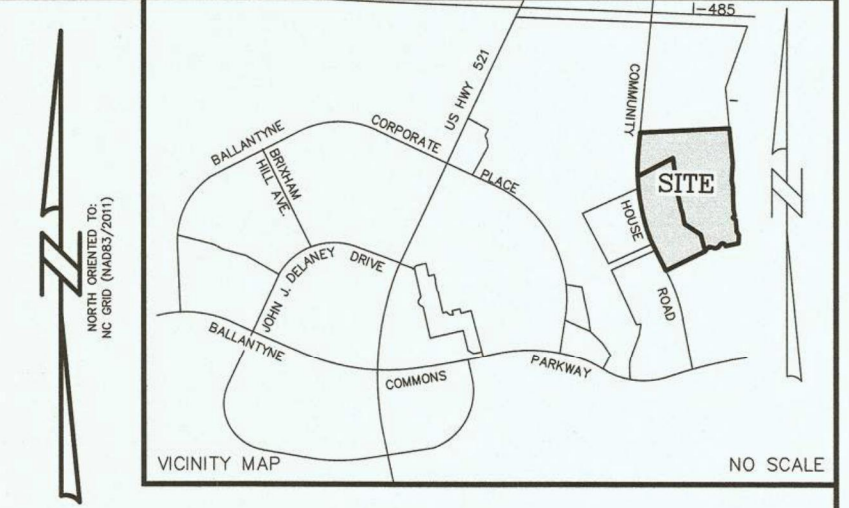 I-485
US HWY 521
COMMUNITY
HOUSE
ROAD
SITE
BALLANTYNE
CORPORATE
PLACE
BRIXHAM
HILL AVE.
JOHN J. DELANEY
DRIVE
BALLANTYNE
COMMONS
PARKWAY
N
NORTH ORIENTED TO:
NC GRID (NAD83/2011)
N
VICINITY MAP
NO SCALE